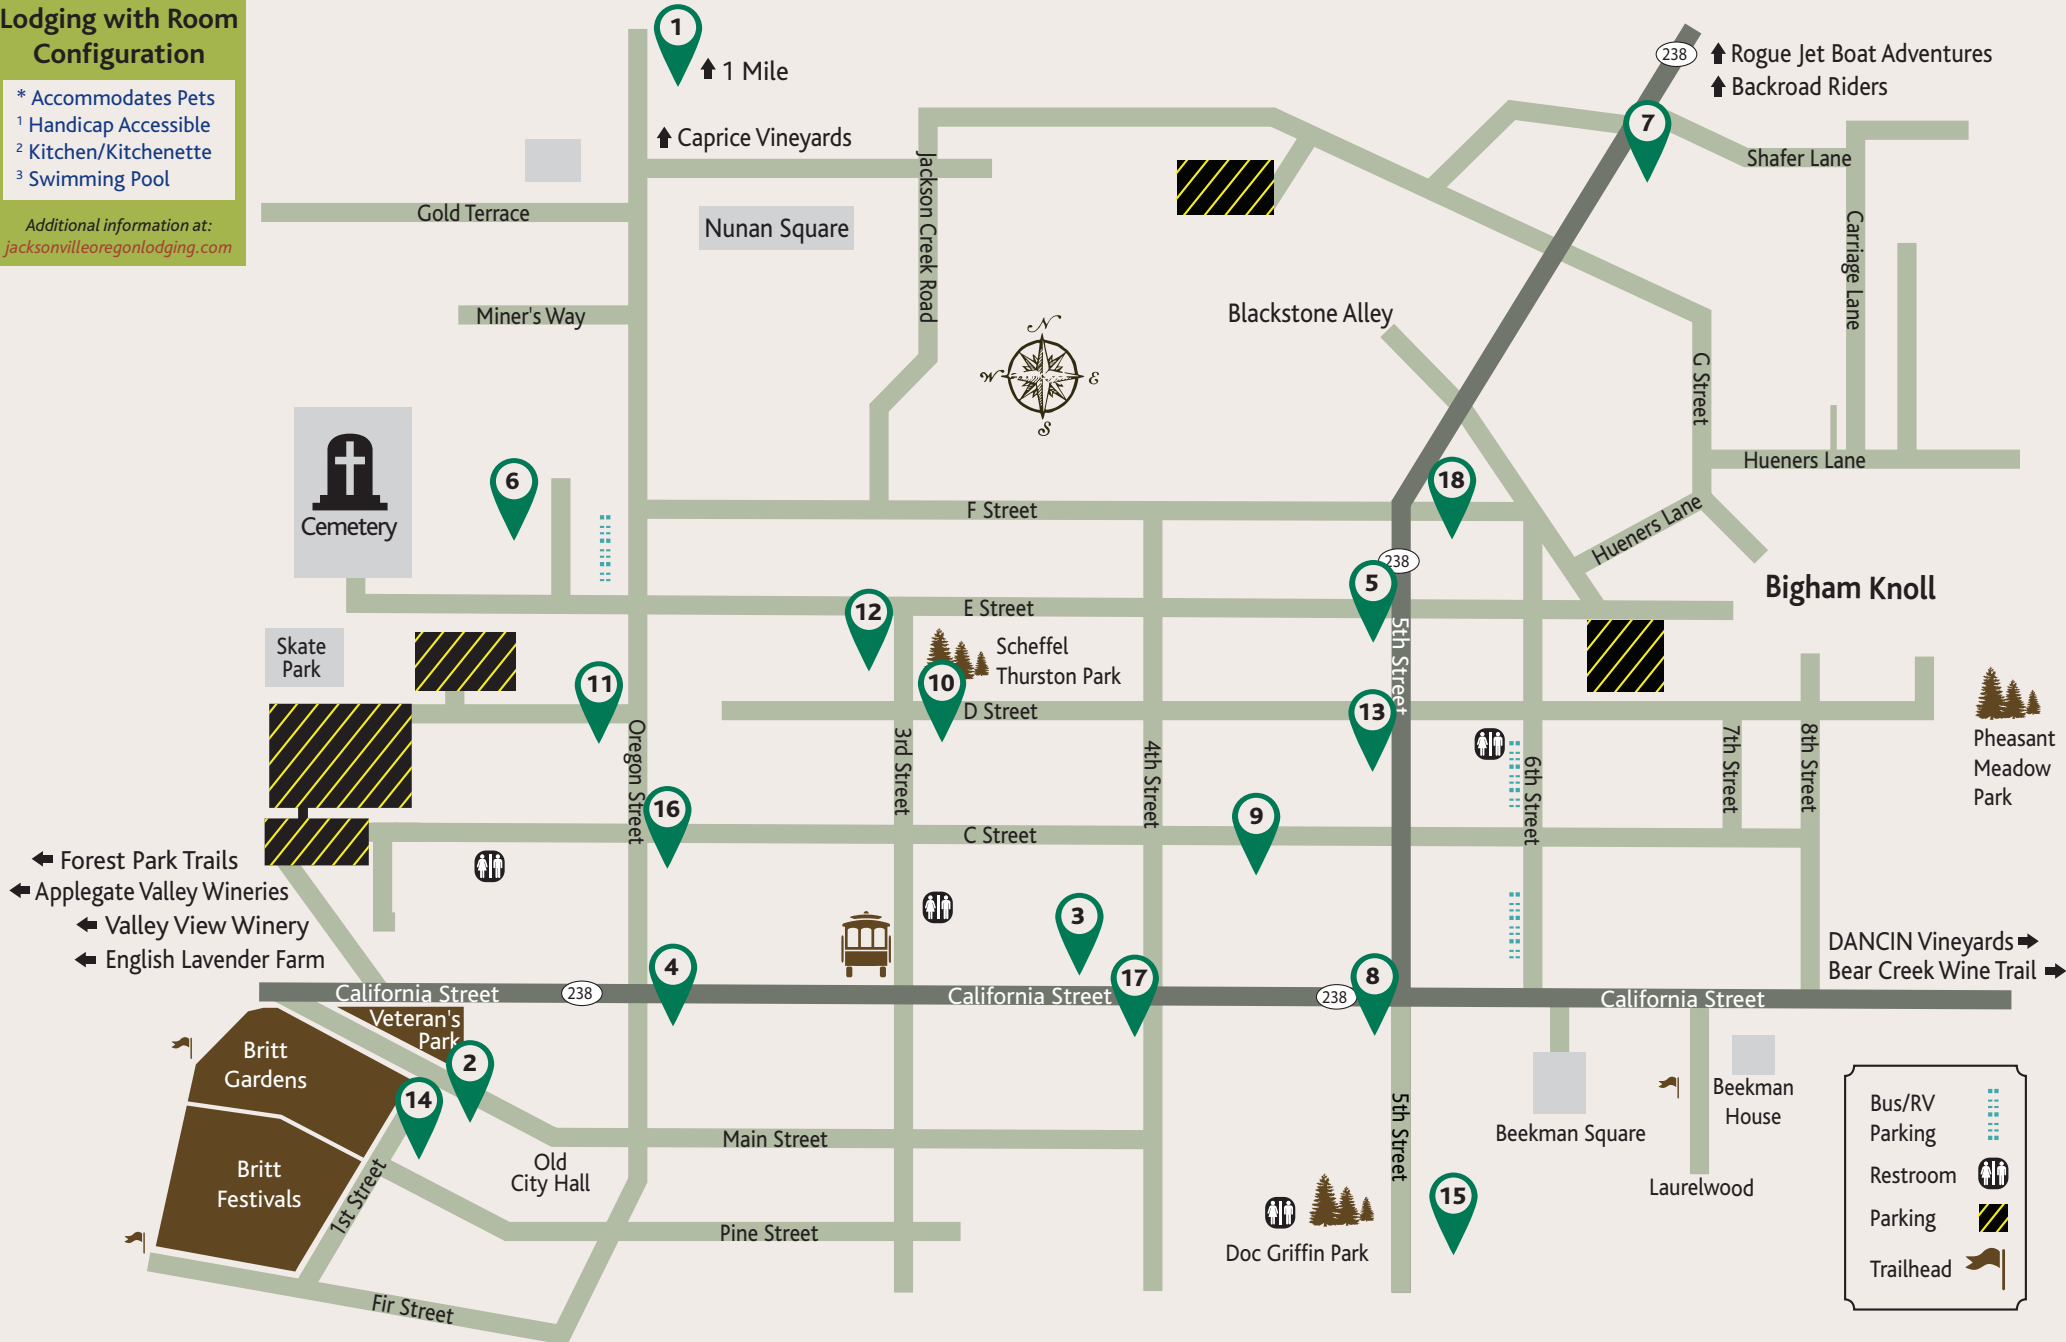 Lodging with Room
Configuration
* Accommodates Pets
1 Handicap Accessible
2 Kitchen/Kitchenette
3 Swimming Pool
Additional information at:
jacksonvilleoregonlodging.com
1
1 Mile
Caprice Vineyards
238
Rogue Jet Boat Adventures
Backroad Riders
7
Shafer Lane
Gold Terrace
Nunan Square
Jackson Creek Road
Carriage Lane
Miner's Way
Blackstone Alley
N
W
E
S
G Street
Hueners Lane
Cemetery
6
18
F Street
Hueners Lane
238
5
Bigham Knoll
12
E Street
Skate
Park
Scheffel
Thurston Park
5th Street
11
10
D Street
13
Oregon Street
3rd Street
4th Street
6th Street
7th Street
8th Street
Pheasant
Meadow
Park
16
9
C Street
Forest Park Trails
Applegate Valley Wineries
Valley View Winery
English Lavender Farm
3
4
17
8
DANCIN Vineyards
Bear Creek Wine Trail
California Street
238
California Street
238
California Street
Veteran's
Park
Britt
Gardens
2
14
Beekman
House
Beekman Square
5th Street
Main Street
Old
City Hall
Britt
Festivals
1st Street
Laurelwood
15
Pine Street
Doc Griffin Park
Fir Street
Bus/RV
Parking
Restroom
Parking
Trailhead